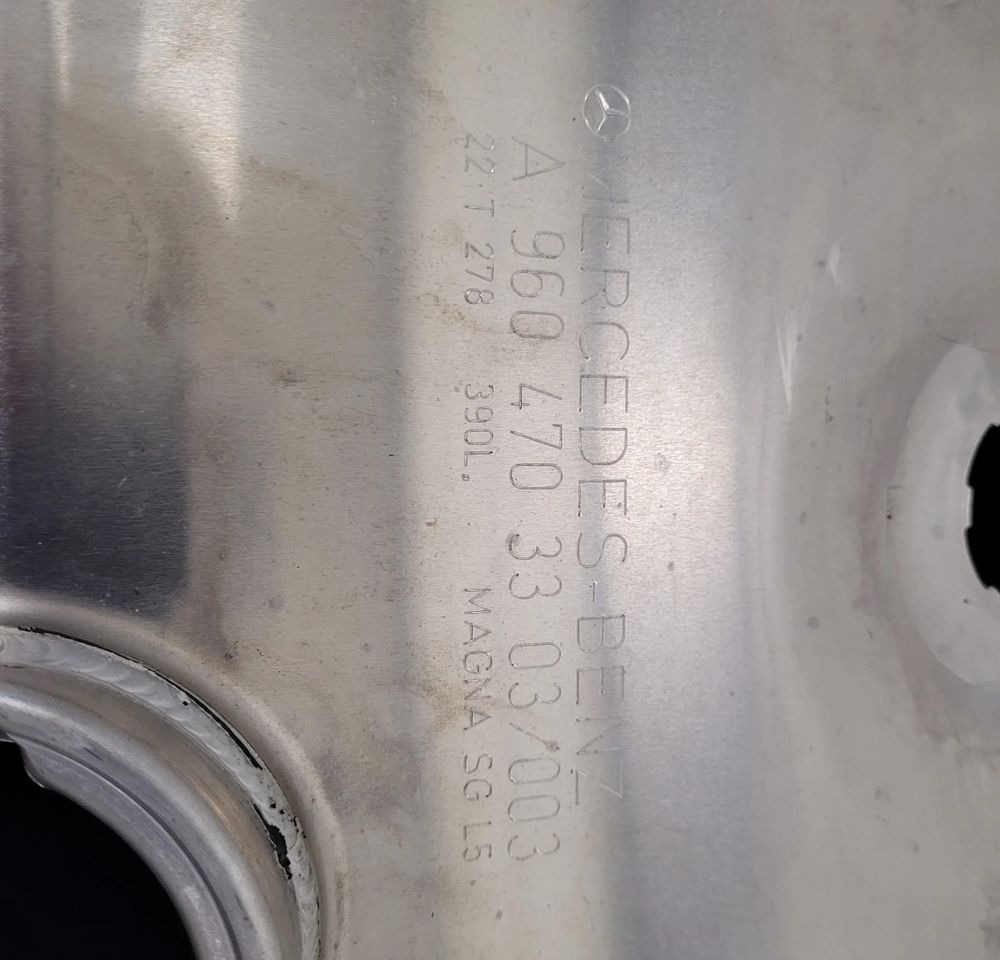 MERCEDES-BENZ
A 960 470 33 03/003
22 T 278 390L. MAGNA SG L5